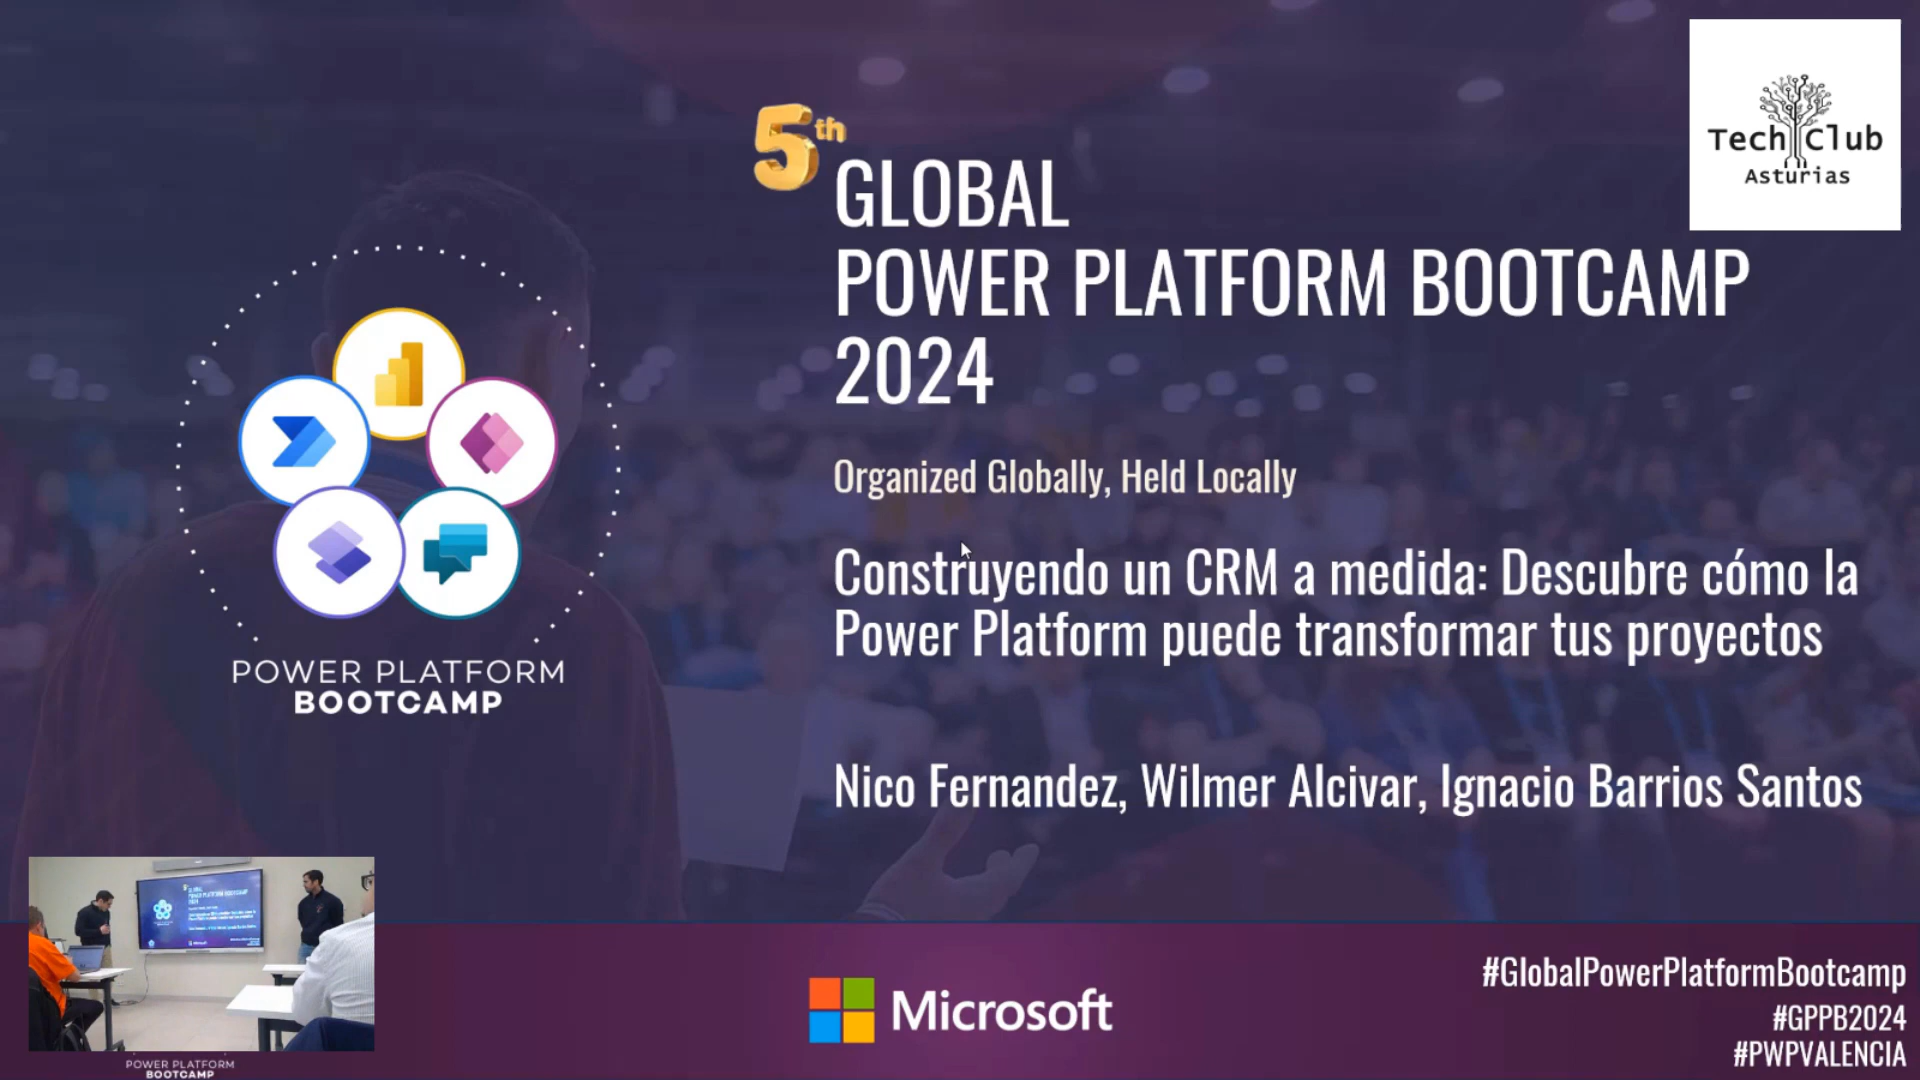 5th
GLOBAL
POWER PLATFORM BOOTCAMP
2024
Organized Globally, Held Locally
Construyendo un CRM a medida: Descubre cómo la
Power Platform puede transformar tus proyectos
Nico Fernandez, Wilmer Alcivar, Ignacio Barrios Santos
Tech Club
Asturias
POWER PLATFORM
BOOTCAMP
Microsoft
#GlobalPowerPlatformBootcamp
#GPPB2024
#PWPVALENCIA
POWER PLATFORM
BOOTCAMP